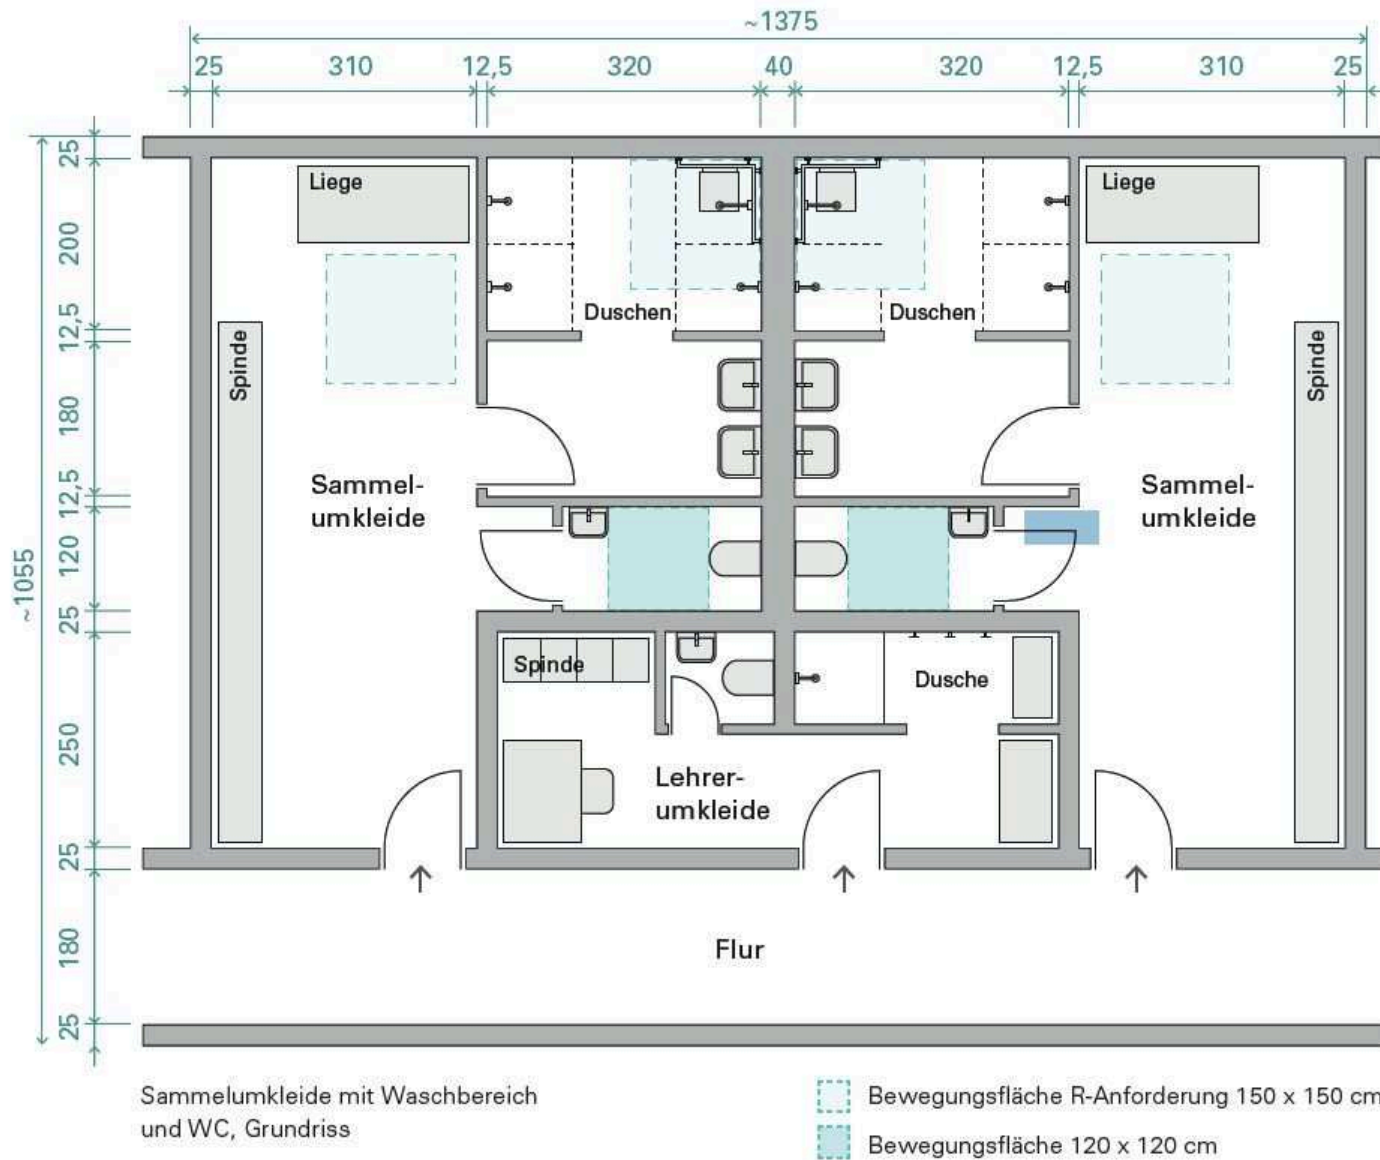 ~1375
25 310 12,5 320 40 320 12,5 310 25
~1055
25
200
12,5
180
12,5
120
25
250
25
180
25
Liege
Liege
Duschen
Duschen
Spinde
Spinde
Sammel-
umkleide
Sammel-
umkleide
Spinde
Dusche
Lehrer-
umkleide
Flur
Sammelumkleide mit Waschbereich
und WC, Grundriss
Bewegungsfläche R-Anforderung 150 x 150 cm
Bewegungsfläche 120 x 120 cm